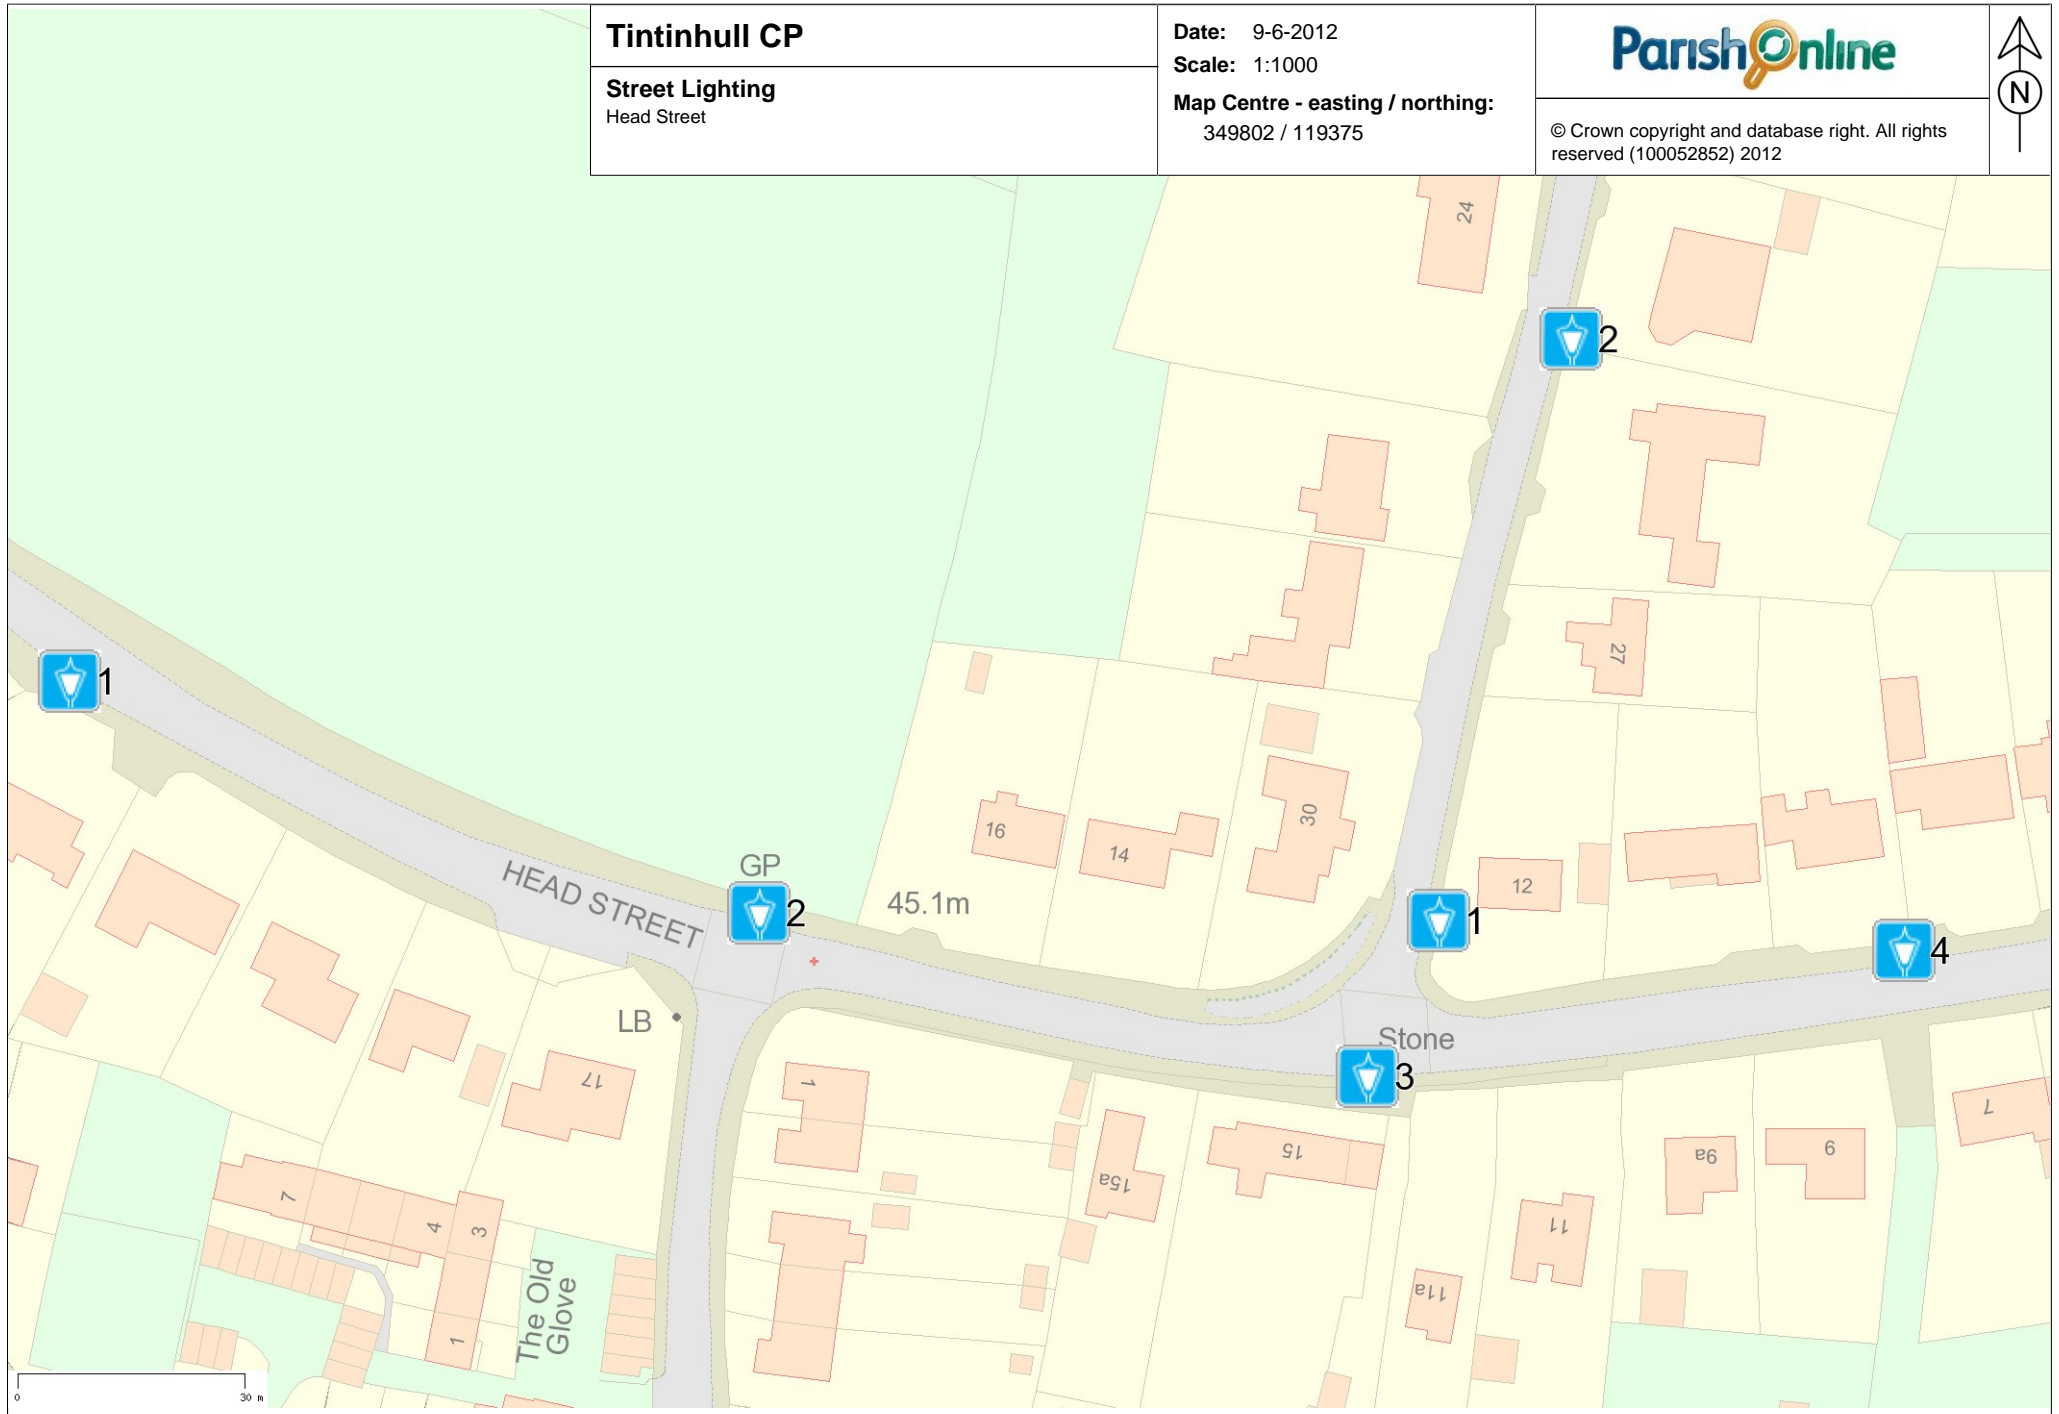 Tintinhull CP
Street Lighting
Head Street
Date: 9-6-2012
Scale: 1:1000
Map Centre - easting / northing:
349802 / 119375
Parish Online
© Crown copyright and database right. All rights
reserved (100052852) 2012
N
24
2
27
1
16
14
30
12
GP
2
45.1m
HEAD STREET
1
4
LB
Stone
3
17
1
15a
15
9a
9
7
11
11a
7
4
3
1
The Old
Glove
0 30 m